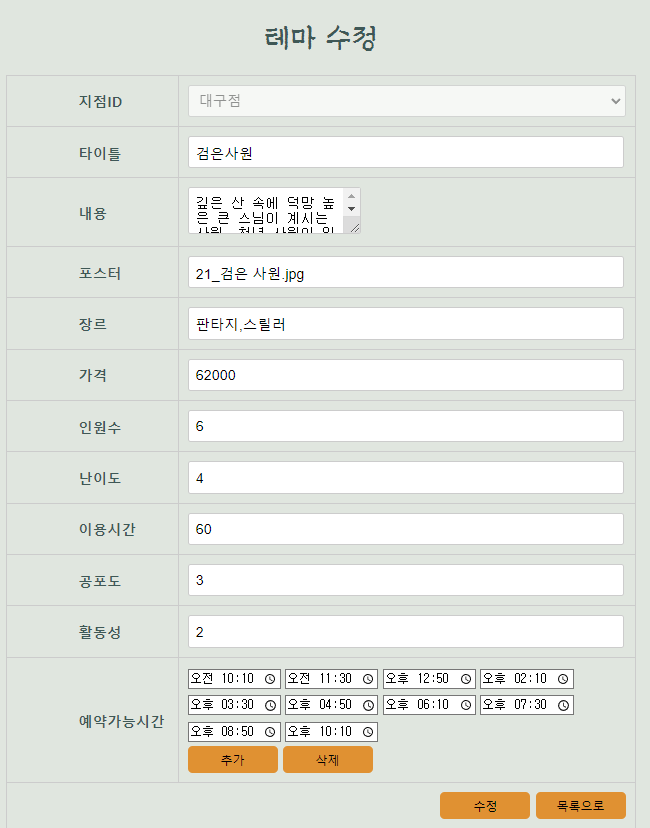 테마 수정
지점ID
대구점
타이틀
검은사원
내용
깊은 산 속에 덕망 높
은 큰 스님이 계시는
포스터
21_검은 사원.jpg
장르
판타지,스릴러
가격
62000
인원수
6
난이도
4
이용시간
60
공포도
3
활동성
2
예약가능시간
오전 10:10 오전 11:30 오후 12:50 오후 02:10
오후 03:30 오후 04:50 오후 06:10 오후 07:30
오후 08:50 오후 10:10
추가 삭제
수정 목록으로